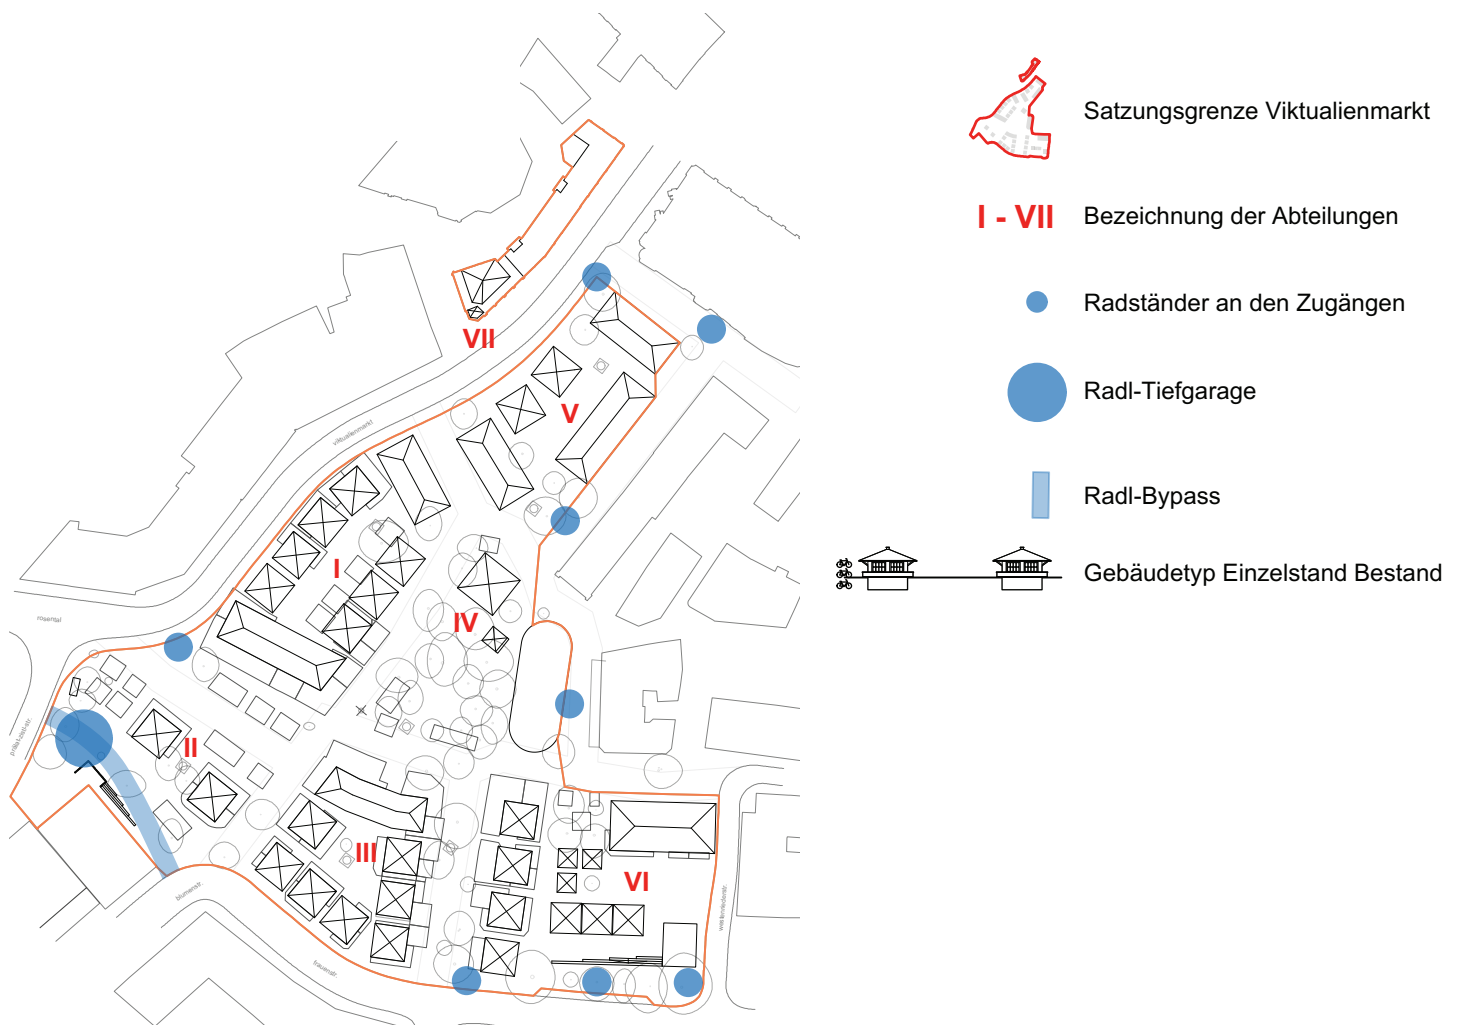 Satzungsgrenze Viktualienmarkt
I - VII Bezeichnung der Abteilungen
Radständer an den Zugängen
Radl-Tiefgarage
Radl-Bypass
Gebäudetyp Einzelstand Bestand
VII
V
viktualienmarkt
I
IV
rosental
prälat-zistl-str.
II
III
VI
blumenstr.
westenriederstr.
frauenstr.